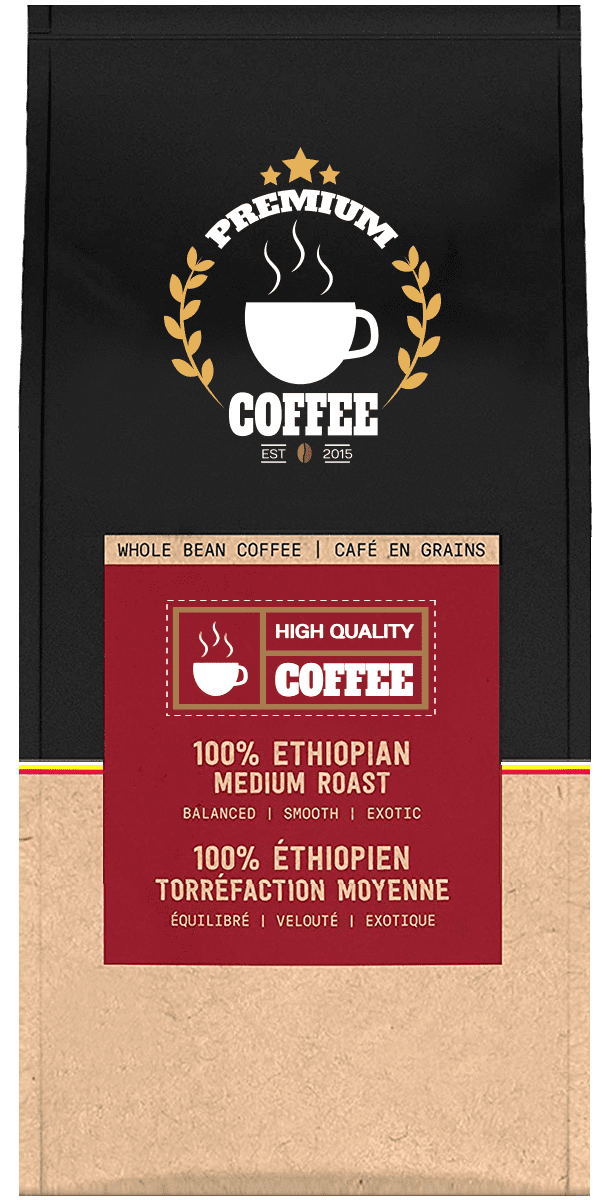 PREMIUM
COFFEE
EST 2015
WHOLE BEAN COFFEE | CAFÉ EN GRAINS
HIGH QUALITY
COFFEE
100% ETHIOPIAN
MEDIUM ROAST
BALANCED | SMOOTH | EXOTIC
100% ÉTHIOPIEN
TORRÉFACTION MOYENNE
ÉQUILIBRÉ | VELOUTÉ | EXOTIQUE